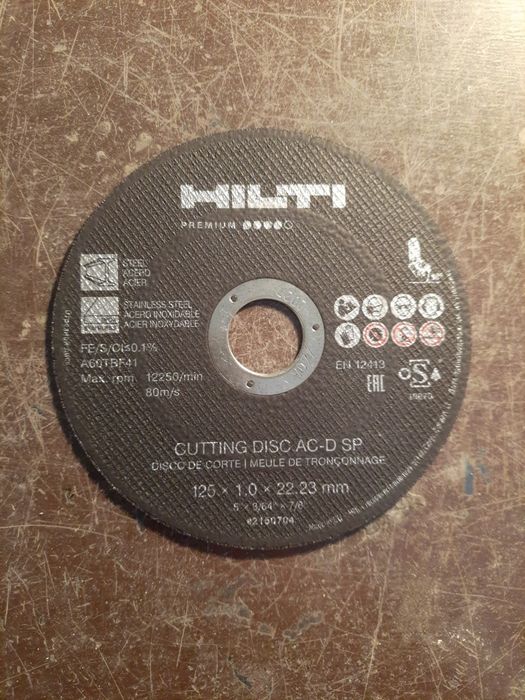 HILTI
PREMIUM
STEEL
ACERO
ACIER
STAINLESS STEEL
ACERO INOXIDABLE
ACIER INOXYDABLE
FE/S/Cl≤0.1%
A60TBF41
Max. rpm 12250/min
80m/s
EN 12413
EAC
oSa
CUTTING DISC AC-D SP
DISCO DE CORTE | MEULE DE TRONÇONNAGE
125 × 1.0 × 22.23 mm
5" × 3/64" × 7/8"
#2150704